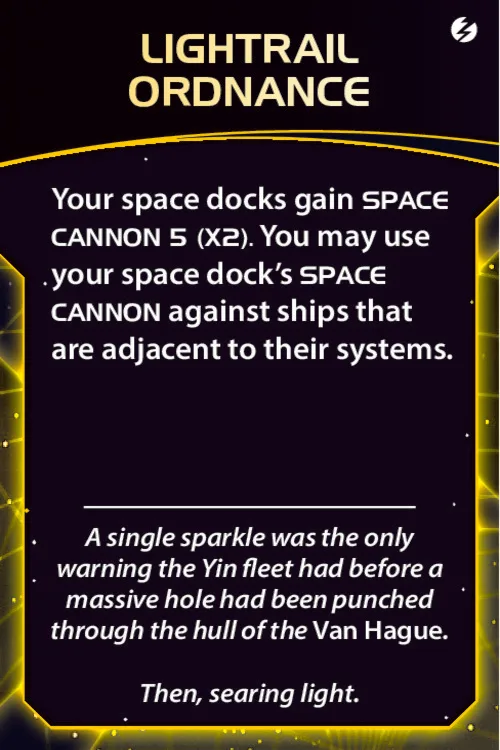 LIGHTRAIL
ORDNANCE
Your space docks gain SPACE
CANNON 5 (X2). You may use
your space dock's SPACE
CANNON against ships that
are adjacent to their systems.
A single sparkle was the only
warning the Yin fleet had before a
massive hole had been punched
through the hull of the Van Hague.
Then, searing light.